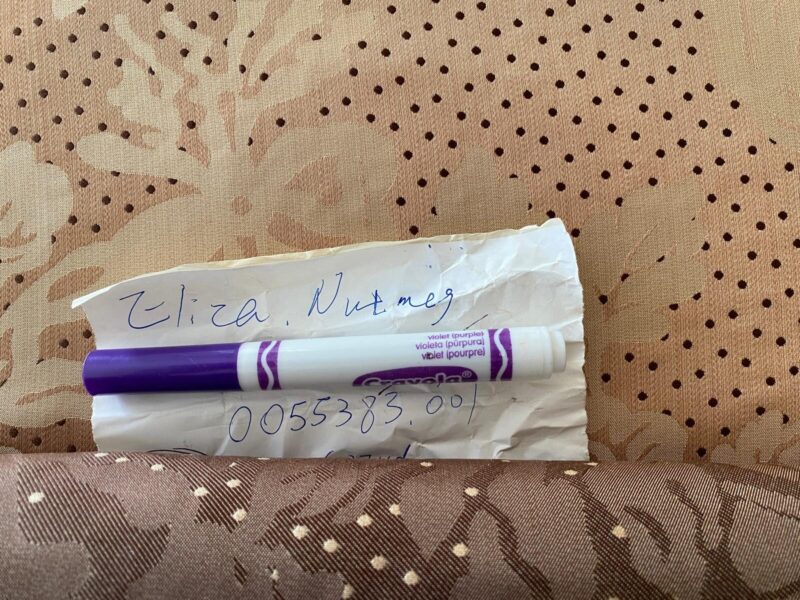 Eliza. Nutmeg
violet (purple)
violeta (púrpura)
violet (pourpre)
Crayola®
0055383.001